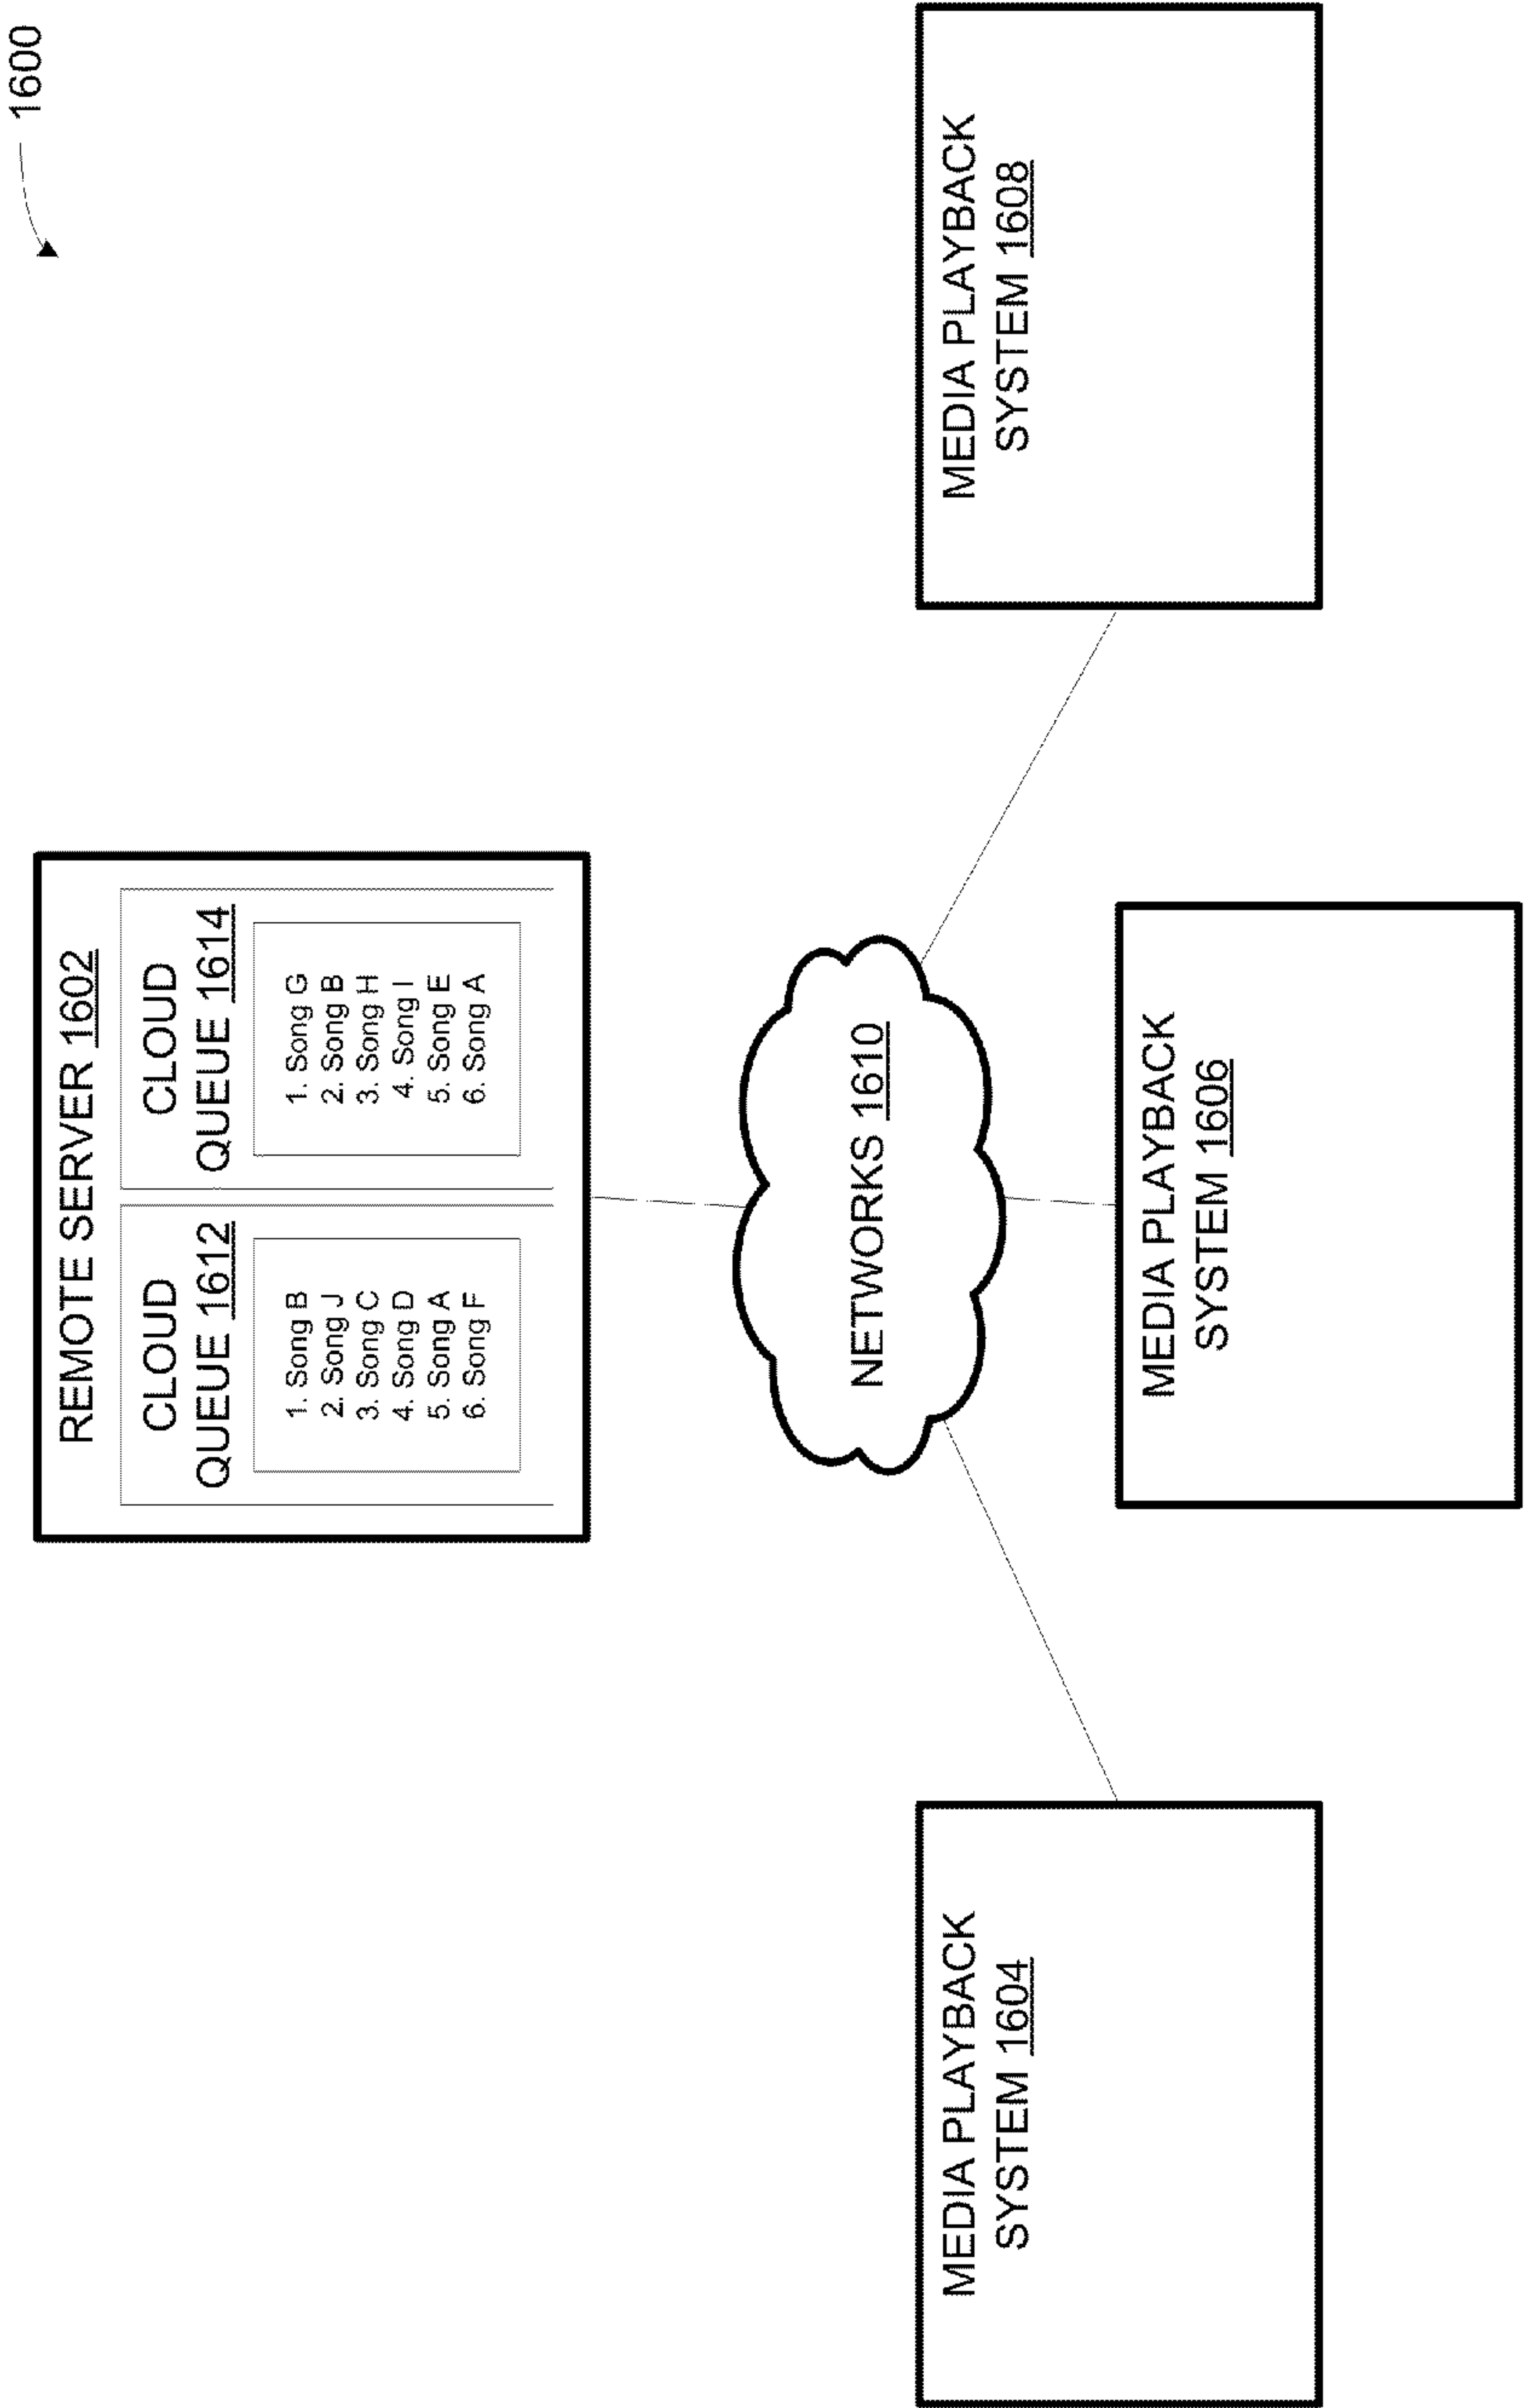 1600
REMOTE SERVER 1602
CLOUD
QUEUE 1612
1. Song B
2. Song J
3. Song C
4. Song D
5. Song A
6. Song F
CLOUD
QUEUE 1614
1. Song G
2. Song B
3. Song H
4. Song I
5. Song E
6. Song A
NETWORKS 1610
MEDIA PLAYBACK
SYSTEM 1604
MEDIA PLAYBACK
SYSTEM 1606
MEDIA PLAYBACK
SYSTEM 1608